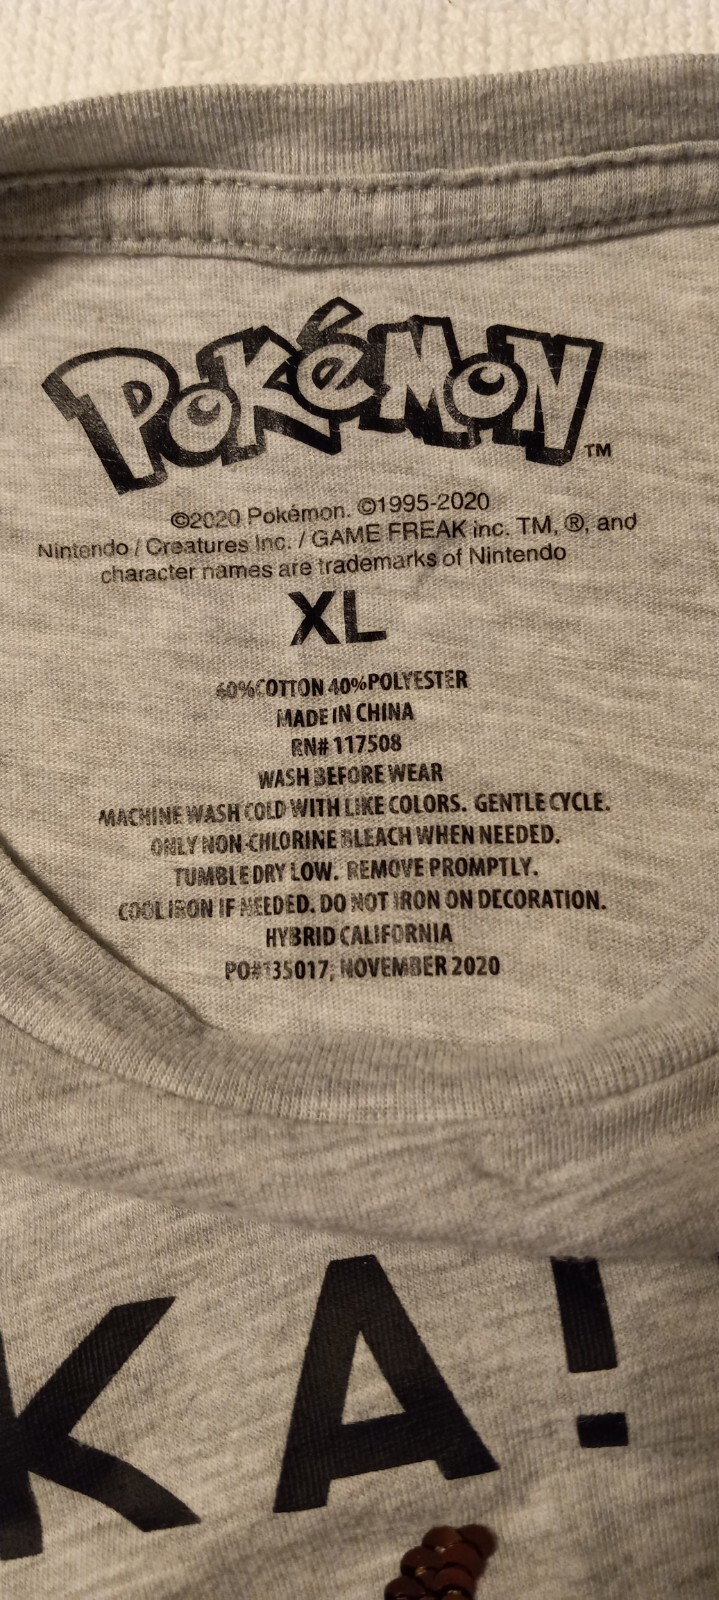 POKéMON™
©2020 Pokémon. ©1995-2020
Nintendo / Creatures Inc. / GAME FREAK inc. TM, ®, and
character names are trademarks of Nintendo
XL
60%COTTON 40%POLYESTER
MADE IN CHINA
RN# 117508
WASH BEFORE WEAR
MACHINE WASH COLD WITH LIKE COLORS. GENTLE CYCLE.
ONLY NON-CHLORINE BLEACH WHEN NEEDED.
TUMBLE DRY LOW. REMOVE PROMPTLY.
COOL IRON IF NEEDED. DO NOT IRON ON DECORATION.
HYBRID CALIFORNIA
PO#135017; NOVEMBER 2020
KA!